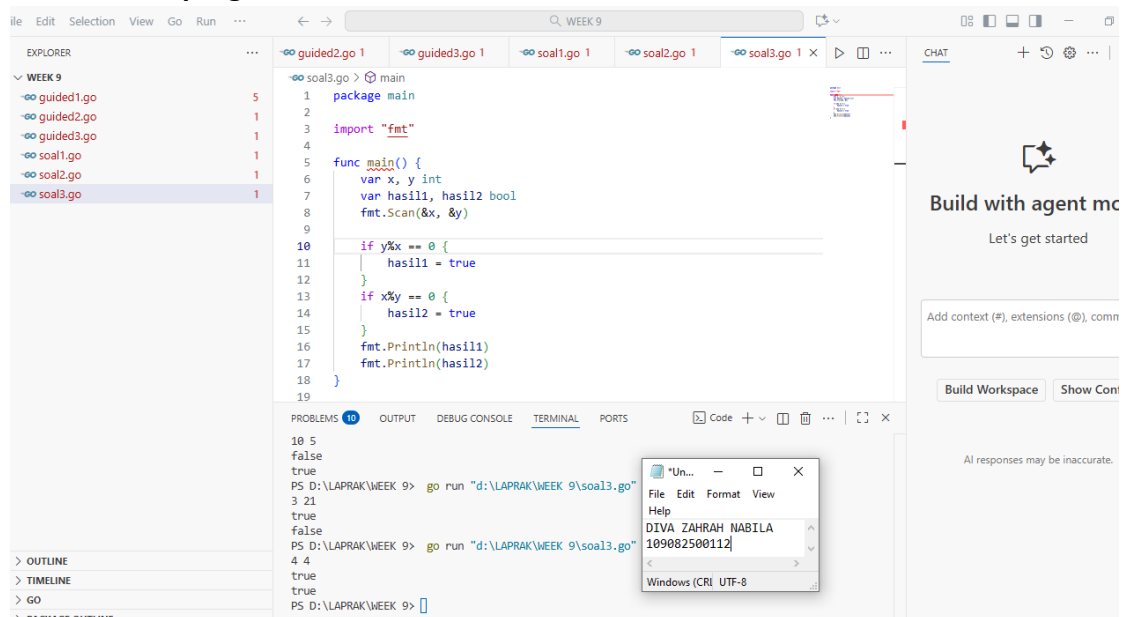 ile Edit Selection View Go Run ···
WEEK 9
EXPLORER ···
WEEK 9
guided1.go 5
guided2.go 1
guided3.go 1
soal1.go 1
soal2.go 1
soal3.go 1
OUTLINE
TIMELINE
GO
guided2.go 1 guided3.go 1 soal1.go 1 soal2.go 1 soal3.go 1
soal3.go > main
1 package main
2
3 import "fmt"
4
5 func main() {
6 var x, y int
7 var hasil1, hasil2 bool
8 fmt.Scan(&x, &y)
9
10 if y%x == 0 {
11 hasil1 = true
12 }
13 if x%y == 0 {
14 hasil2 = true
15 }
16 fmt.Println(hasil1)
17 fmt.Println(hasil2)
18 }
19
PROBLEMS 10 OUTPUT DEBUG CONSOLE TERMINAL PORTS Code
10 5
false
true
PS D:\LAPRAK\WEEK 9> go run "d:\LAPRAK\WEEK 9\soal3.go"
3 21
true
false
PS D:\LAPRAK\WEEK 9> go run "d:\LAPRAK\WEEK 9\soal3.go"
4 4
true
true
PS D:\LAPRAK\WEEK 9>
*Un...
File Edit Format View
Help
DIVA ZAHRAH NABILA
109082500112
Windows (CRL UTF-8
CHAT
Build with agent mo
Let's get started
Add context (#), extensions (@), comm
Build Workspace Show Con
AI responses may be inaccurate.